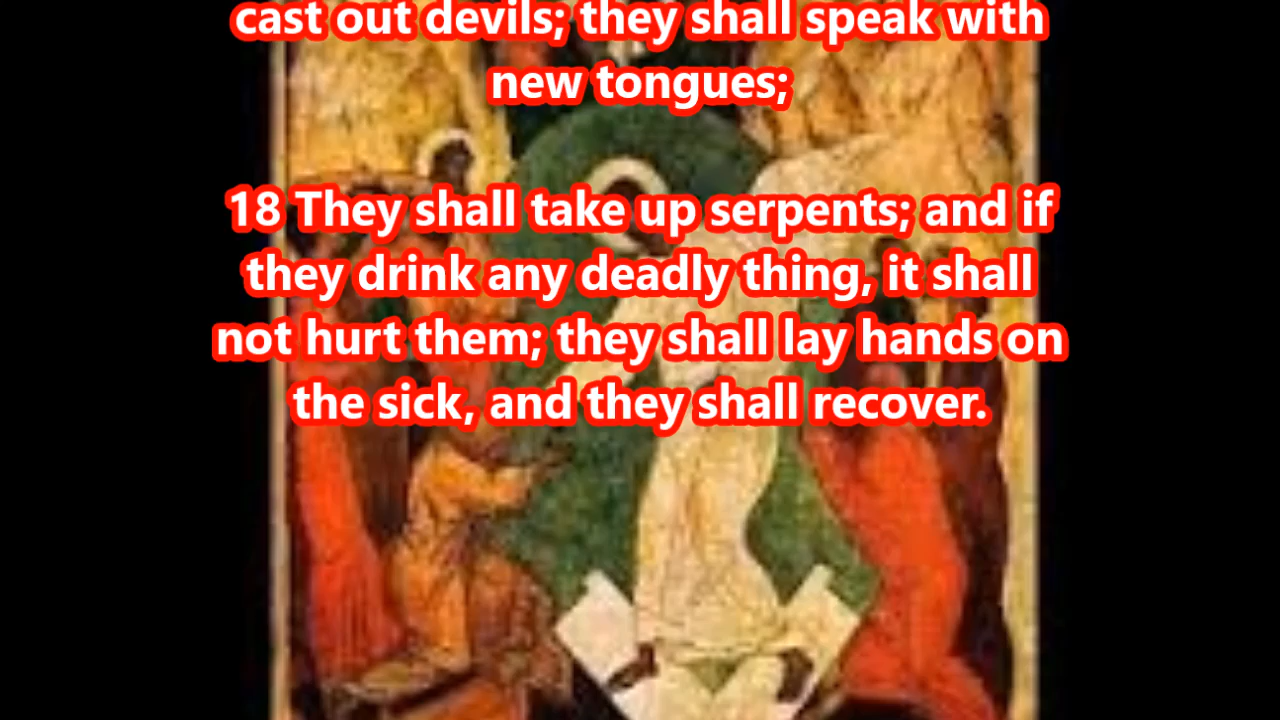 cast out devils; they shall speak with
new tongues;
18 They shall take up serpents; and if
they drink any deadly thing, it shall
not hurt them; they shall lay hands on
the sick, and they shall recover.